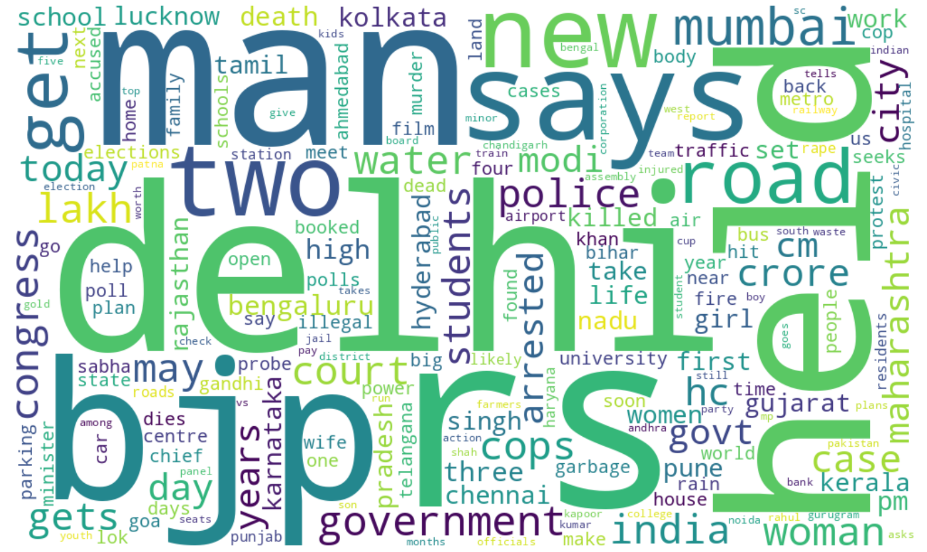 school lucknow death kolkata new mumbai sc work
kids cop
get man says held city
next accused top home family schools tamil give ahmedabad murder film land bengal body cases indian tells back metro railway hospital
five minor corporation west report
today elections station meet board four train chandigarh team traffic us set rape seeks
patna election two water modi assembly injured civic
lakh worth dead police road protest
delhi airport killed air bus south waste cm
congress go rajasthan booked high hyderabad public students khan cup bihar year hit maharashtra
help open polls found take near crore people
poll plan bengaluru takes life student fire boy
gold say illegal nadu girl goes residents
check jail arrested
sabha may probe pay court district big likely university first time still plans
state roads gandhi power run haryana soon hc gujarat
bjp vs rs women party mp
parking minister among car dies centre chief years karnataka wife one pradesh telangana farmers singh action cops andhra govt pakistan case
panel shah three garbage world pune
day days son chennai rain bank kerala
gets goa seats government kapoor college house pm
youth lok punjab months officials kumar make india noida rahul gurugram woman asks